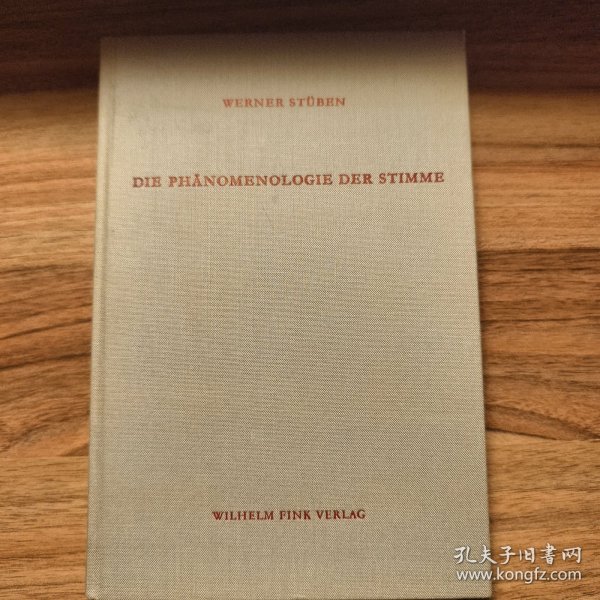 WERNER STÜBEN
DIE PHÄNOMENOLOGIE DER STIMME
WILHELM FINK VERLAG
孔夫子旧书网
www.kongfz.com